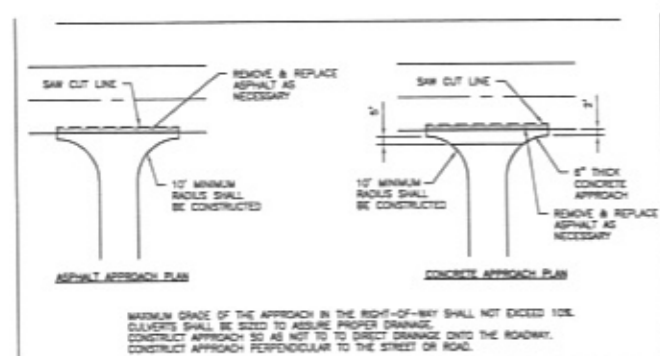 SAW CUT LINE
REMOVE & REPLACE
ASPHALT AS
NECESSARY
10' MINIMUM
RADIUS SHALL
BE CONSTRUCTED
ASPHALT APPROACH PLAN
SAW CUT LINE
5'
2'
10' MINIMUM
RADIUS SHALL
BE CONSTRUCTED
6" THICK
CONCRETE
APPROACH
REMOVE & REPLACE
ASPHALT AS
NECESSARY
CONCRETE APPROACH PLAN
MAXIMUM GRADE OF THE APPROACH IN THE RIGHT-OF-WAY SHALL NOT EXCEED 10%.
CULVERTS SHALL BE SIZED TO ASSURE PROPER DRAINAGE.
CONSTRUCT APPROACH SO AS NOT TO TO DIRECT DRAINAGE ONTO THE ROADWAY.
CONSTRUCT APPROACH PERPENDICULAR TO THE STREET OR ROAD.